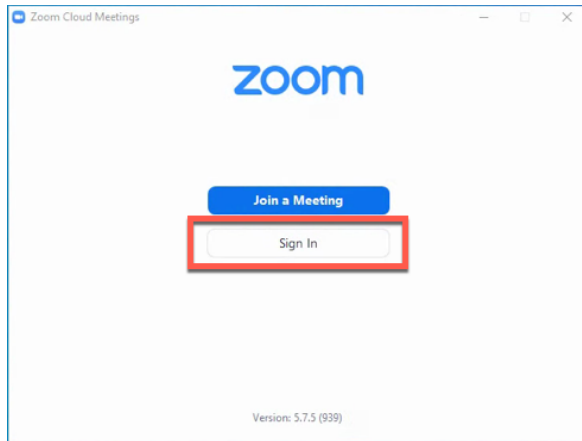 Zoom Cloud Meetings
zoom
Join a Meeting
Sign In
Version: 5.7.5 (939)